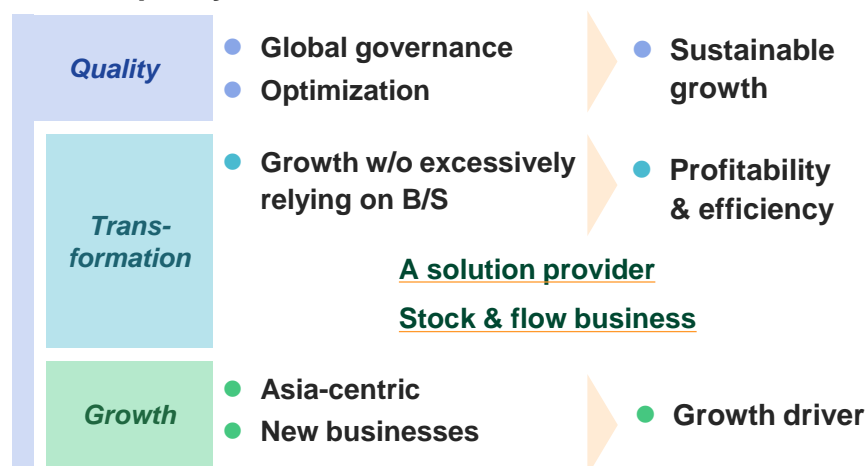 Quality
Global governance
Optimization
Sustainable
growth
Trans-
formation
Growth w/o excessively
relying on B/S
Profitability
& efficiency
A solution provider
Stock & flow business
Growth
Asia-centric
New businesses
Growth driver